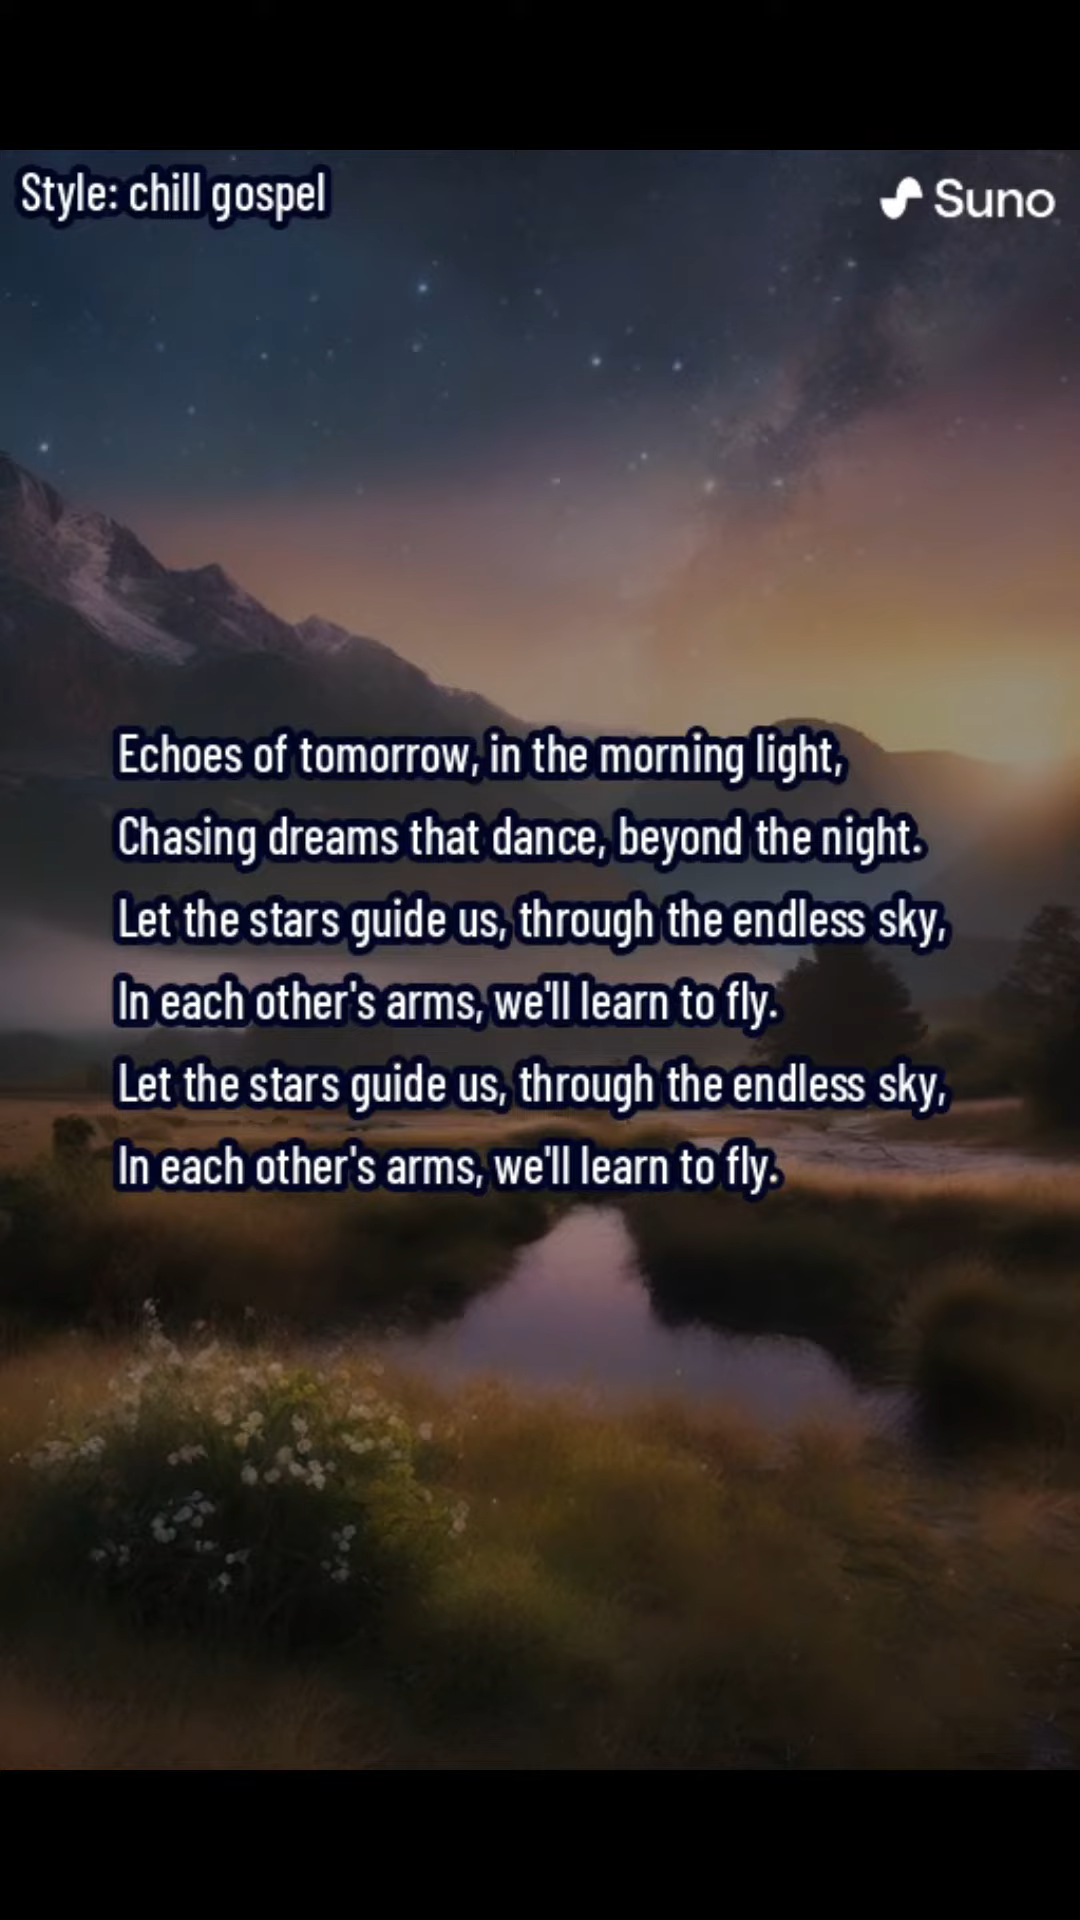 Style: chill gospel
Suno
Echoes of tomorrow, in the morning light,
Chasing dreams that dance, beyond the night.
Let the stars guide us, through the endless sky,
In each other's arms, we'll learn to fly.
Let the stars guide us, through the endless sky,
In each other's arms, we'll learn to fly.